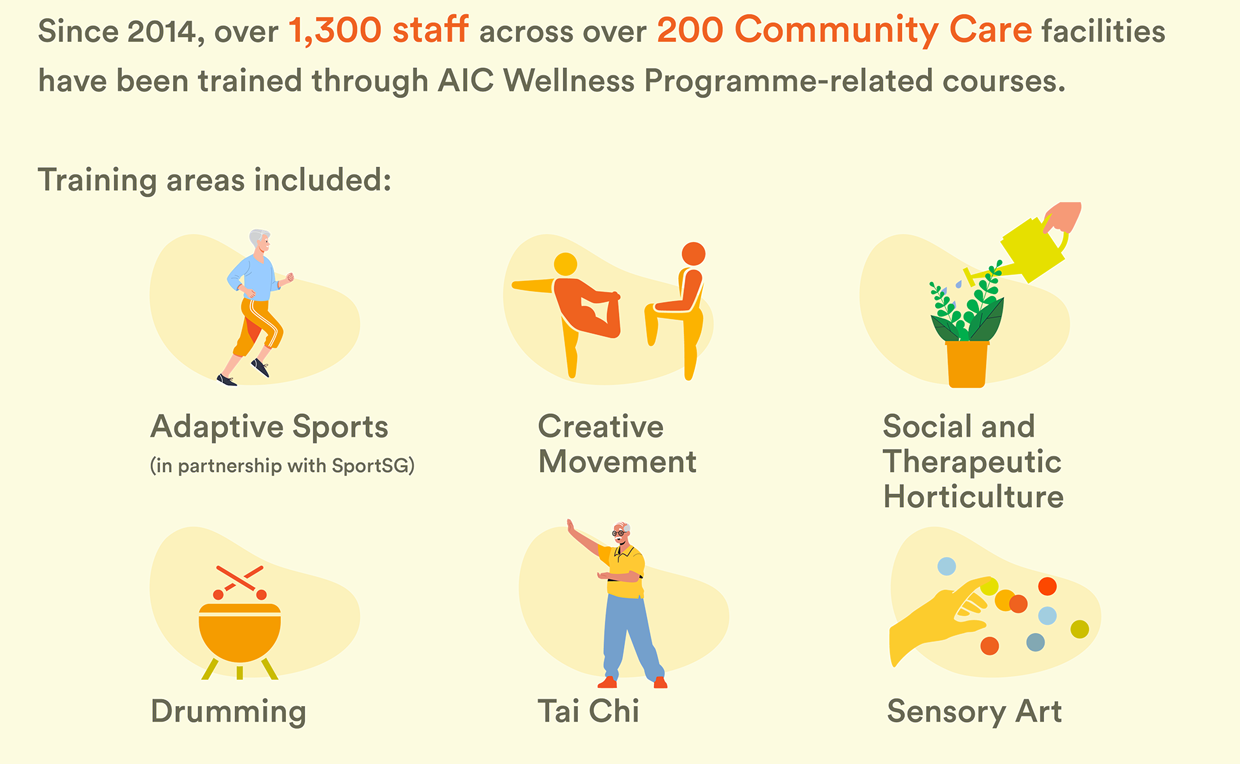 Since 2014, over 1,300 staff across over 200 Community Care facilities
have been trained through AIC Wellness Programme-related courses.
Training areas included:
Adaptive Sports
(in partnership with SportSG)
Creative
Movement
Social and
Therapeutic
Horticulture
Drumming
Tai Chi
Sensory Art